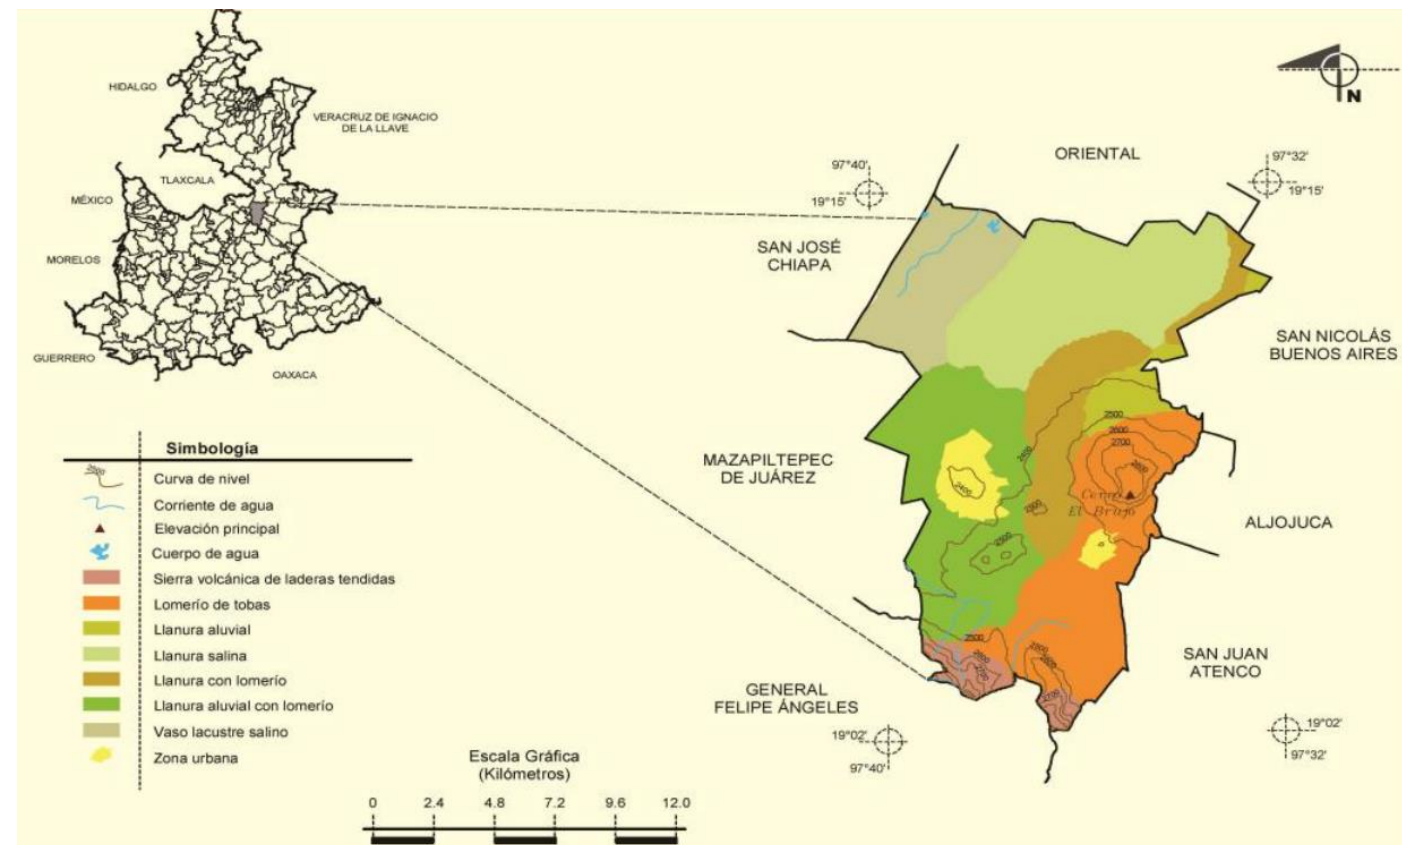 HIDALGO
VERACRUZ DE IGNACIO
DE LA LLAVE
TLAXCALA
MÉXICO
MORELOS
GUERRERO
OAXACA
N
ORIENTAL
97°40'
19°15'
97°32'
19°15'
SAN JOSÉ
CHIAPA
SAN NICOLÁS
BUENOS AIRES
MAZAPILTEPEC
DE JUÁREZ
ALJOJUCA
SAN JUAN
ATENCO
GENERAL
FELIPE ÁNGELES
2500
2600
2700
2400
Cerro
El Brujo
2500
2600
2700
19°02'
97°40'
19°02'
97°32'
Simbología
Curva de nivel
Corriente de agua
Elevación principal
Cuerpo de agua
Sierra volcánica de laderas tendidas
Lomerío de tobas
Llanura aluvial
Llanura salina
Llanura con lomerío
Llanura aluvial con lomerío
Vaso lacustre salino
Zona urbana
Escala Gráfica
(Kilómetros)
0 2.4 4.8 7.2 9.6 12.0